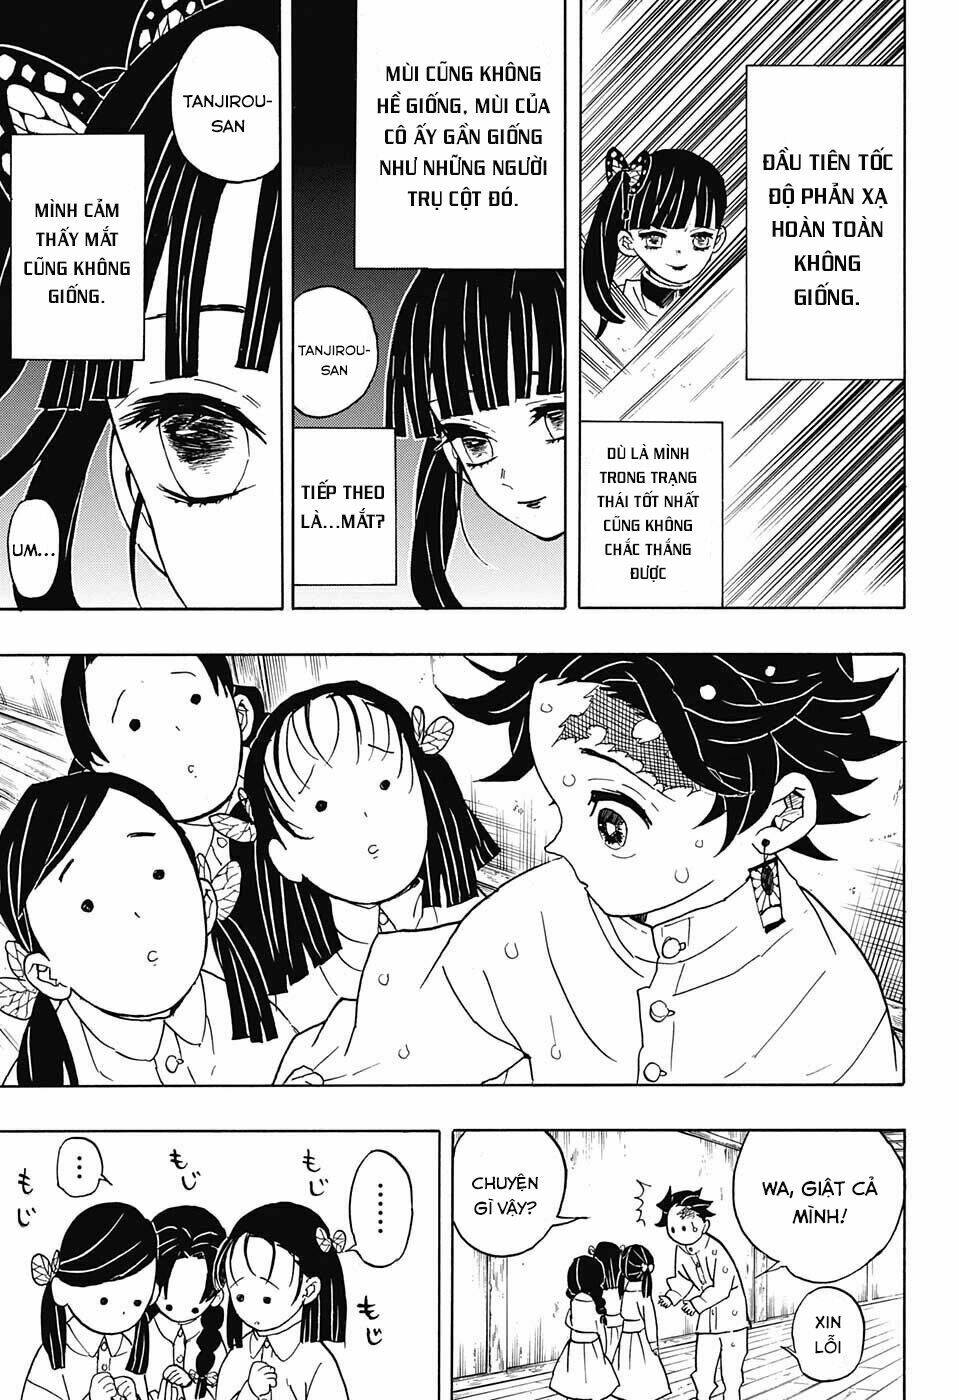 ĐẦU TIÊN TỐC
ĐỘ PHẢN XẠ
HOÀN TOÀN
KHÔNG
GIỐNG.
DÙ LÀ MÌNH
TRONG TRẠNG
THÁI TỐT NHẤT
CŨNG KHÔNG
CHẮC THẮNG
ĐƯỢC
MÙI CŨNG KHÔNG
HỀ GIỐNG, MÙI CỦA
CÔ ẤY GẦN GIỐNG
NHƯ NHỮNG NGƯỜI
TRỤ CỘT ĐÓ.
TANJIROU-
SAN
TIẾP THEO
LÀ...MẮT?
TANJIROU-
SAN
MÌNH CẢM
THẤY MẮT
CŨNG KHÔNG
GIỐNG.
UM...
WA, GIẬT CẢ
MÌNH!
XIN
LỖI
CHUYỆN
GÌ VẬY?
......
もじ
もじ
もじ
...
もじ